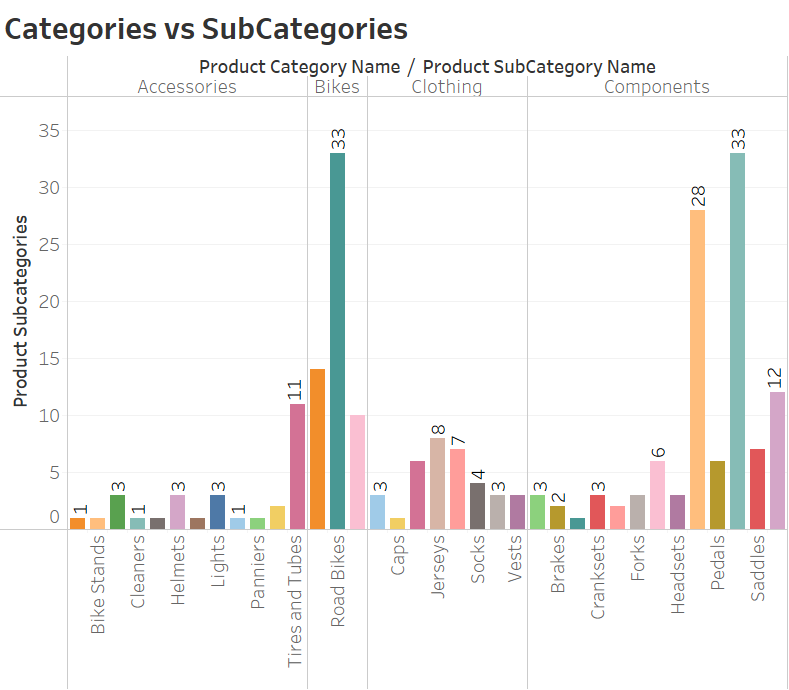 Categories vs SubCategories
Product Category Name / Product SubCategory Name
Accessories Bikes Clothing Components
Product Subcategories
35
30
25
20
15
10
5
0
1 3 1 3 3 1 11 33 3 8 7 4 3 3 2 3 6 28 33 12
Bike Stands Cleaners Helmets Lights Panniers Tires and Tubes Road Bikes Caps Jerseys Socks Vests Brakes Cranksets Forks Headsets Pedals Saddles